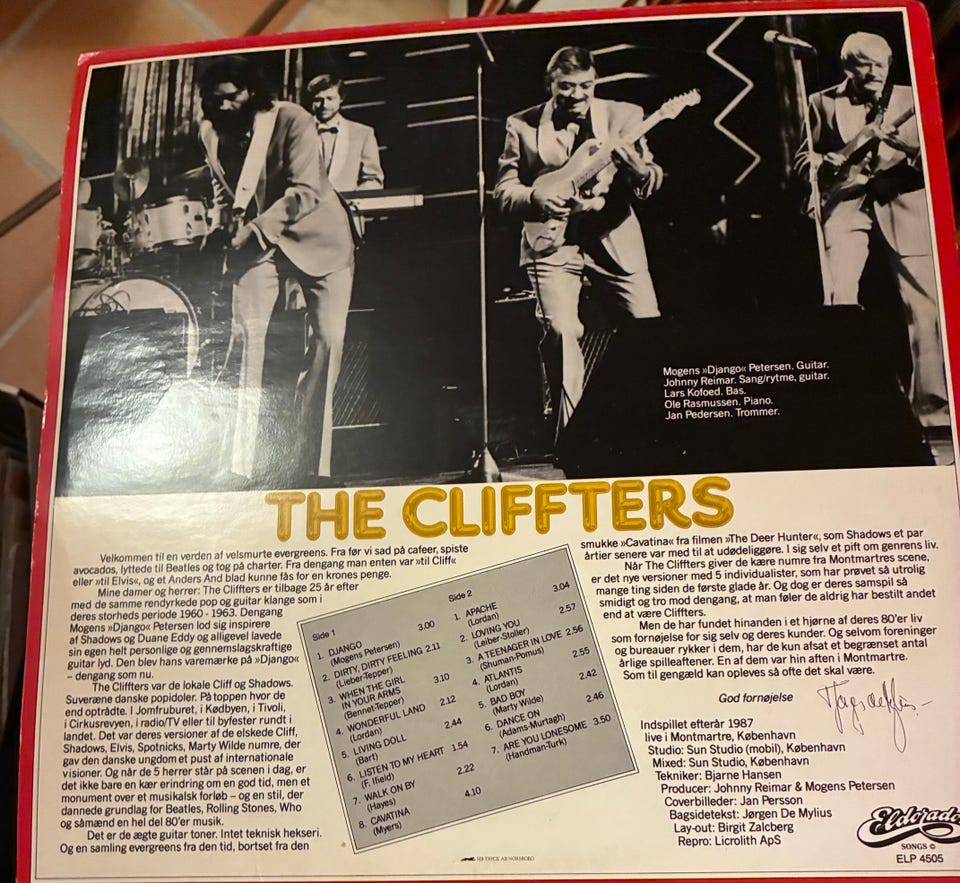 Mogens »Django« Petersen. Guitar.
Johnny Reimar. Sang/rytme, guitar.
Lars Kofoed. Bas.
Ole Rasmussen. Piano.
Jan Pedersen. Trommer.
THE CLIFFTERS
Velkommen til en verden af velsmurte evergreens. Fra før vi sad på cafeer, spiste
avocados, lyttede til Beatles og tog på charter. Fra dengang man enten var »til Cliff«
eller »til Elvis«, og et Anders And blad kunne fås for en krones penge.
Mine damer og herrer: The Cliffters er tilbage 25 år efter
med de samme rendyrkede pop og guitar klange som i
deres storheds periode 1960 - 1963. Dengang
Mogens »Django« Petersen lod sig inspirere
af Shadows og Duane Eddy og alligevel lavede
sin egen helt personlige og gennemslagskraftige
guitar lyd. Den blev hans varemærke på »Django«
- dengang som nu.
The Cliffters var de lokale Cliff og Shadows.
Suveræne danske popidoler. På toppen hvor de
end optrådte. I Jomfruburet, i Kødbyen, i Tivoli,
i Cirkusrevyen, i radio/TV eller til byfester rundt i
landet. Det var deres versioner af de elskede Cliff,
Shadows, Elvis, Spotnicks, Marty Wilde numre, der
gav den danske ungdom et pust af internationale
visioner. Og når de 5 herrer står på scenen i dag, er
det ikke bare en kær erindring om en god tid, men et
monument over et musikalsk forløb – og en stil, der
dannede grundlag for Beatles, Rolling Stones, Who
og såmænd en hel del 80'er musik.
Det er de ægte guitar toner. Intet teknisk hekseri.
Og en samling evergreens fra den tid, bortset fra den
Side 1
1. DJANGO 3.00
(Mogens Petersen)
2. DIRTY, DIRTY FEELING 2.11
(Lieber-Tepper)
3. WHEN THE GIRL
IN YOUR ARMS 3.10
(Bennet-Tepper)
4. WONDERFUL LAND 2.12
(Lordan)
5. LIVING DOLL 2.44
(Bart)
6. LISTEN TO MY HEART 1.54
(F. Ifield)
7. WALK ON BY 2.22
(Hayes)
8. CAVATINA 4.10
(Myers)
Side 2
1. APACHE 3.04
(Lordan)
2. LOVING YOU 2.57
(Leiber-Stoller)
3. A TEENAGER IN LOVE 2.56
(Shuman-Pomus)
4. ATLANTIS 2.55
(Lordan)
5. BAD BOY 2.42
(Marty Wilde)
6. DANCE ON 2.46
(Adams-Murtagh)
7. ARE YOU LONESOME 3.50
(Handman-Turk)
smukke »Cavatina« fra filmen »The Deer Hunter«, som Shadows et par
årtier senere var med til at udødeliggøre. I sig selv et pift om genrens liv.
Når The Cliffters giver de kære numre fra Montmartres scene,
er det nye versioner med 5 individualister, som har prøvet så utrolig
mange ting siden de første glade år. Og dog er deres samspil så
smidigt og tro mod dengang, at man føler de aldrig har bestilt andet
end at være Cliffters.
Men de har fundet hinanden i et hjørne af deres 80'er liv
som fornøjelse for sig selv og deres kunder. Og selvom foreninger
og bureauer rykker i dem, har de kun afsat et begrænset antal
årlige spilleaftener. En af dem var hin aften i Montmartre.
Som til gengæld kan opleves så ofte det skal være.
God fornøjelse
Indspillet efterår 1987
live i Montmartre, København
Studio: Sun Studio (mobil), København
Mixed: Sun Studio, København
Tekniker: Bjarne Hansen
Producer: Johnny Reimar & Mogens Petersen
Coverbilleder: Jan Persson
Bagsidetekst: Jørgen De Mylius
Lay-out: Birgit Zalcberg
Repro: Licrolith ApS
Eldorado
SONGS ©
ELP 4505